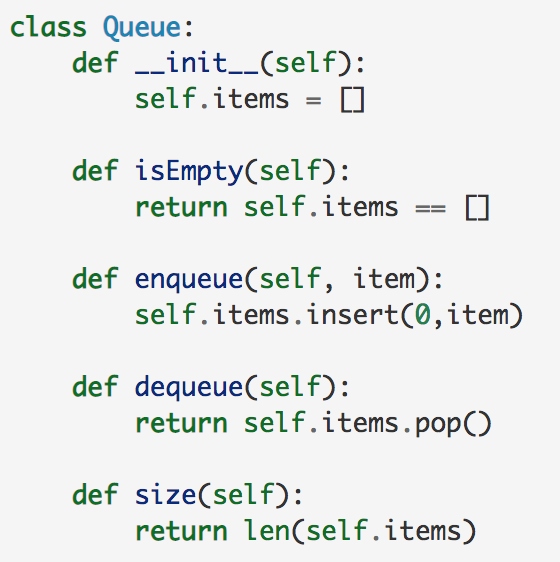 class Queue:
    def __init__(self):
        self.items = []

    def isEmpty(self):
        return self.items == []

    def enqueue(self, item):
        self.items.insert(0,item)

    def dequeue(self):
        return self.items.pop()

    def size(self):
        return len(self.items)